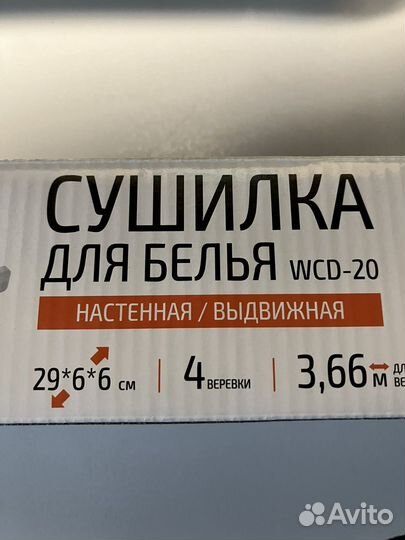 СУШИЛКА
ДЛЯ БЕЛЬЯ WCD-20
НАСТЕННАЯ / ВЫДВИЖНАЯ
29*6*6 см | 4 ВЕРЕВКИ | 3,66 м
Avito